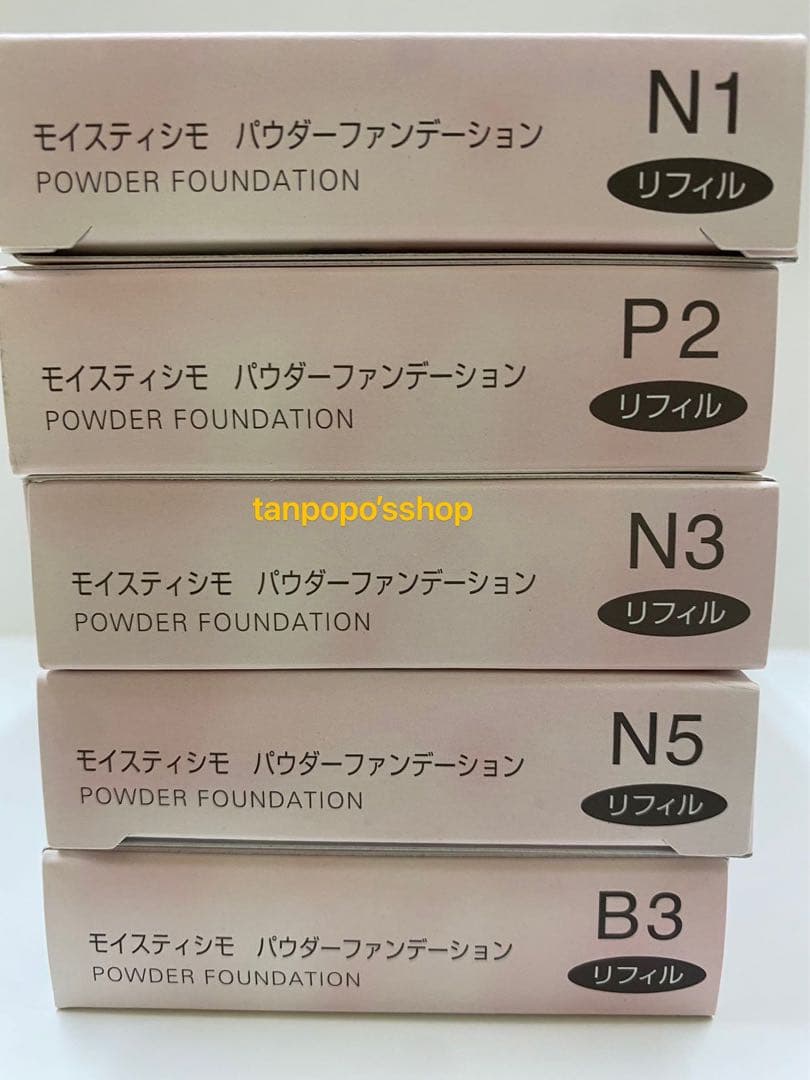 モイスティシモ パウダーファンデーション
POWDER FOUNDATION
N1
リフィル
モイスティシモ パウダーファンデーション
POWDER FOUNDATION
P2
リフィル
tanpopo'sshop
モイスティシモ パウダーファンデーション
POWDER FOUNDATION
N3
リフィル
モイスティシモ パウダーファンデーション
POWDER FOUNDATION
N5
リフィル
モイスティシモ パウダーファンデーション
POWDER FOUNDATION
B3
リフィル